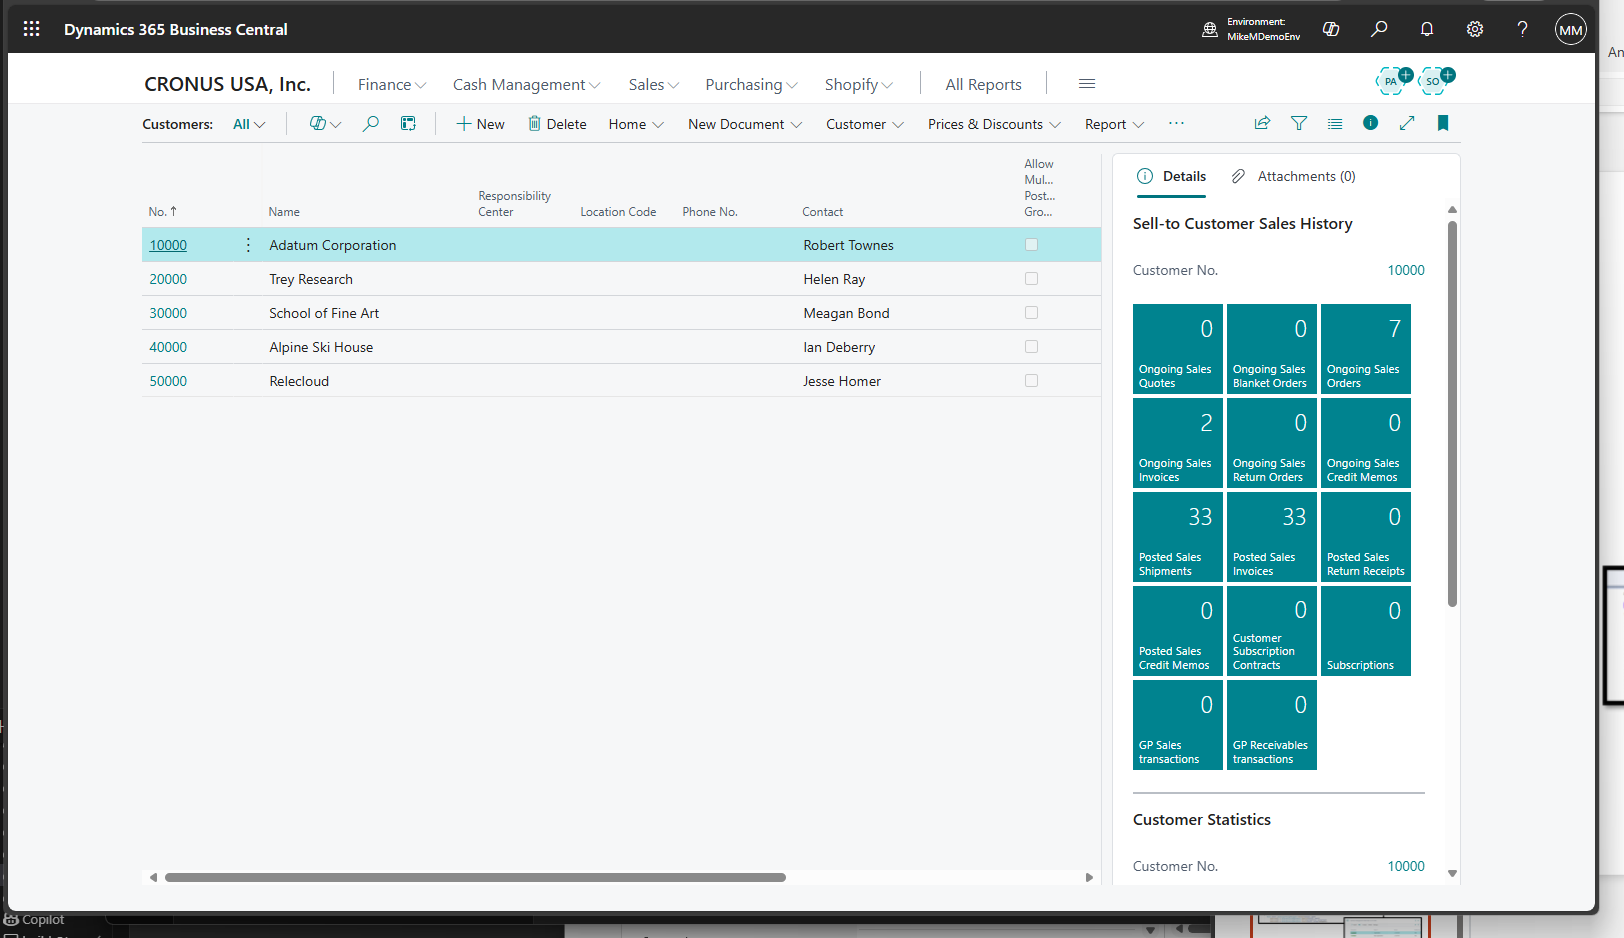 Dynamics 365 Business Central
Environment:
MikeMDemoEnv
MM
An
CRONUS USA, Inc.
Finance
Cash Management
Sales
Purchasing
Shopify
All Reports
PA
SO
Customers:
All
New
Delete
Home
New Document
Customer
Prices & Discounts
Report
No. ↑
Name
Responsibility
Center
Location Code
Phone No.
Contact
Allow
Mul...
Post...
Gro...
10000
Adatum Corporation
Robert Townes
20000
Trey Research
Helen Ray
30000
School of Fine Art
Meagan Bond
40000
Alpine Ski House
Ian Deberry
50000
Relecloud
Jesse Homer
Details
Attachments (0)
Sell-to Customer Sales History
Customer No.
10000
0
Ongoing Sales
Quotes
0
Ongoing Sales
Blanket Orders
7
Ongoing Sales
Orders
2
Ongoing Sales
Invoices
0
Ongoing Sales
Return Orders
0
Ongoing Sales
Credit Memos
33
Posted Sales
Shipments
33
Posted Sales
Invoices
0
Posted Sales
Return Receipts
0
Posted Sales
Credit Memos
0
Customer
Subscription
Contracts
0
Subscriptions
0
GP Sales
transactions
0
GP Receivables
transactions
Customer Statistics
Customer No.
10000
Copilot